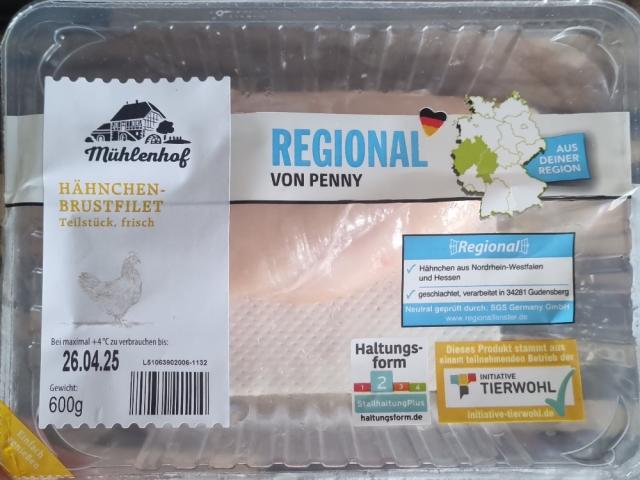 Mühlenhof
HÄHNCHEN-
BRUSTFILET
Teilstück, frisch
Bei maximal +4 °C zu verbrauchen bis:
26.04.25
L51063902006-1132
Gewicht:
600g
Einfach
REGIONAL
VON PENNY
AUS
DEINER
REGION
Regional
Hähnchen aus Nordrhein-Westfalen
und Hessen
geschlachtet, verarbeitet in 34281 Gudensberg
Neutral geprüft durch: SGS Germany GmbH
www.regionalfenster.de
Haltungs-
form
1 2 3 4
StallhaltungPlus
haltungsform.de
Dieses Produkt stammt aus
einem teilnehmenden Betrieb der
INITIATIVE
TIERWOHL
initiative-tierwohl.de